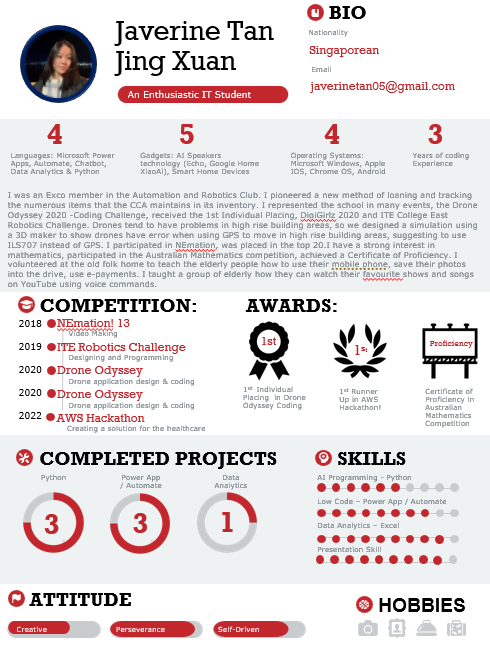 Javerine Tan
Jing Xuan
An Enthusiastic IT Student
BIO
Nationality
Singaporean
Email
javerinetan05@gmail.com
4
Languages: Microsoft Power
Apps, Automate, Chatbot,
Data Analytics & Python
5
Gadgets: AI Speakers
technology (Echo, Google Home
XiaoAI), Smart Home Devices
4
Operating Systems:
Microsoft Windows, Apple
IOS, Chrome OS, Android
3
Years of coding
Experience
I was an Exco member in the Automation and Robotics Club. I pioneered a new method of loaning and tracking
the numerous items that the CCA maintains in its inventory. I represented the school in many events, the Drone
Odyssey 2020 -Coding Challenge, received the 1st Individual Placing, DigiGirlz 2020 and ITE College East
Robotics Challenge. Drones tend to have problems in high rise building areas, so we designed a simulation using
a 3D maker to show drones have error when using GPS to move in high rise building areas, suggesting to use
ILS707 instead of GPS. I participated in NEmation, was placed in the top 20.I have a strong interest in
mathematics, participated in the Australian Mathematics competition, achieved a Certificate of Proficiency. I
volunteered at the old folk home to teach the elderly people how to use their mobile phone, save their photos
into the drive, use e-payments. I taught a group of elderly how they can watch their favourite shows and songs
on YouTube using voice commands.
COMPETITION:
2018 NEmation! 13
Video Making
2019 ITE Robotics Challenge
Designing and Programming
2020 Drone Odyssey
Drone application design & coding
2020 Drone Odyssey
Drone application design & coding
2022 AWS Hackathon
Creating a solution for the healthcare
AWARDS:
1st
1st Individual
Placing in Drone
Odyssey Coding
1st
1st Runner
Up in AWS
Hackathon!
Proficiency
Certificate of
Proficiency in
Australian
Mathematics
Competition
COMPLETED PROJECTS
Python
3
Power App
/ Automate
3
Data
Analytics
1
SKILLS
AI Programming - Python
Low Code – Power App / Automate
Data Analytics – Excel
Presentation Skill
ATTITUDE
Creative
Perseverance
Self-Driven
HOBBIES